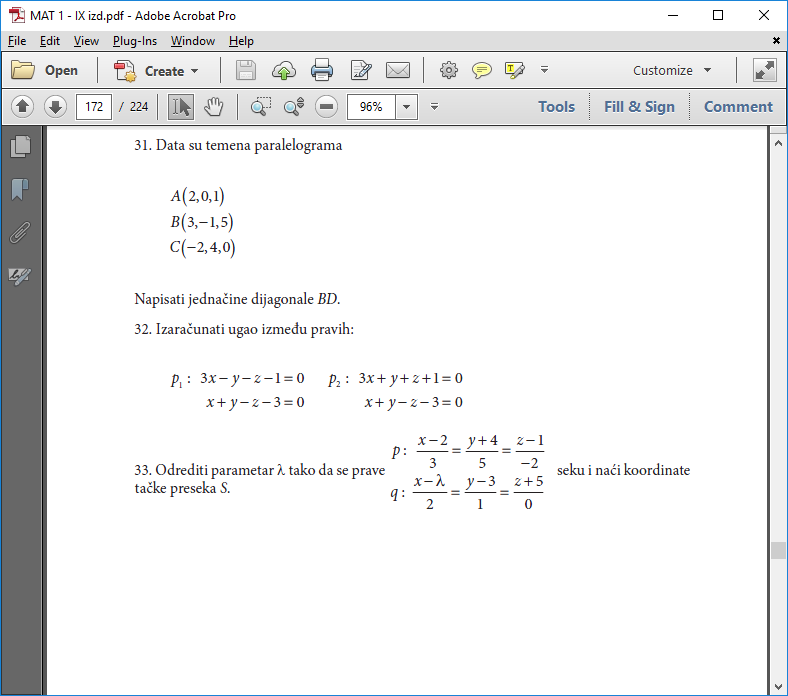 MAT 1 - IX izd.pdf - Adobe Acrobat Pro
File Edit View Plug-Ins Window Help
Open Create Customize
172 / 224 96% Tools Fill & Sign Comment
31. Data su temena paralelograma
A(2,0,1)
B(3,−1,5)
C(−2,4,0)
Napisati jednačine dijagonale BD.
32. Izaračunati ugao između pravih:
p₁ : 3x − y − z − 1 = 0 p₂ : 3x + y + z + 1 = 0
x + y − z − 3 = 0 x + y − z − 3 = 0
33. Odrediti parametar λ tako da se prave p : (x − 2)/3 = (y + 4)/5 = (z − 1)/−2 seku i naći koordinate
tačke preseka S. q : (x − λ)/2 = (y − 3)/1 = (z + 5)/0